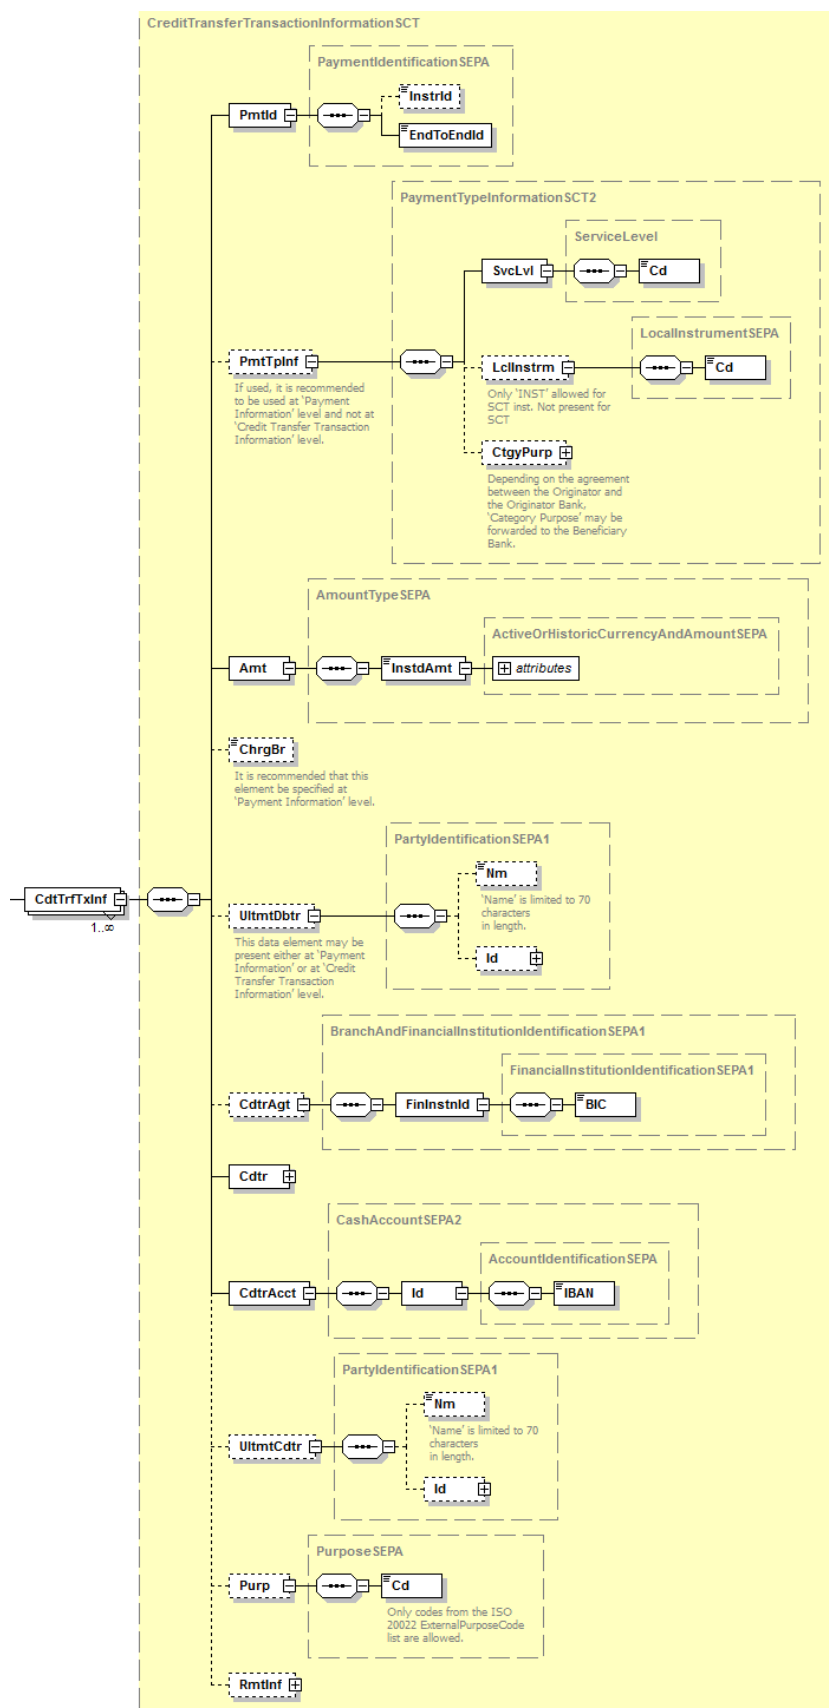 CreditTransferTransactionInformationSCT
PaymentIdentificationSEPA
InstrId
PmtId
EndToEndId
PaymentTypeInformationSCT2
ServiceLevel
SvcLvl
Cd
LocalInstrumentSEPA
PmtTpInf
LclInstrm
Cd
If used, it is recommended
to be used at ‘Payment
Information’ level and not at
‘Credit Transfer Transaction
Information’ level.
Only ‘INST’ allowed for
SCT inst. Not present for
SCT
CtgyPurp
Depending on the agreement
between the Originator and
the Originator Bank,
‘Category Purpose’ may be
forwarded to the Beneficiary
Bank.
AmountTypeSEPA
ActiveOrHistoricCurrencyAndAmountSEPA
Amt
InstdAmt
attributes
ChrgBr
It is recommended that this
element be specified at
‘Payment Information’ level.
PartyIdentificationSEPA1
Nm
‘Name’ is limited to 70
characters
in length.
CdtTrfTxInf
1..∞
UltmtDbtr
This data element may be
present either at ‘Payment
Information’ or at ‘Credit
Transfer Transaction
Information’ level.
Id
BranchAndFinancialInstitutionIdentificationSEPA1
FinancialInstitutionIdentificationSEPA1
CdtrAgt
FinInstnId
BIC
Cdtr
CashAccountSEPA2
AccountIdentificationSEPA
CdtrAcct
Id
IBAN
PartyIdentificationSEPA1
Nm
‘Name’ is limited to 70
characters
in length.
UltmtCdtr
Id
PurposeSEPA
Purp
Cd
Only codes from the ISO
20022 ExternalPurposeCode
list are allowed.
RmtInf